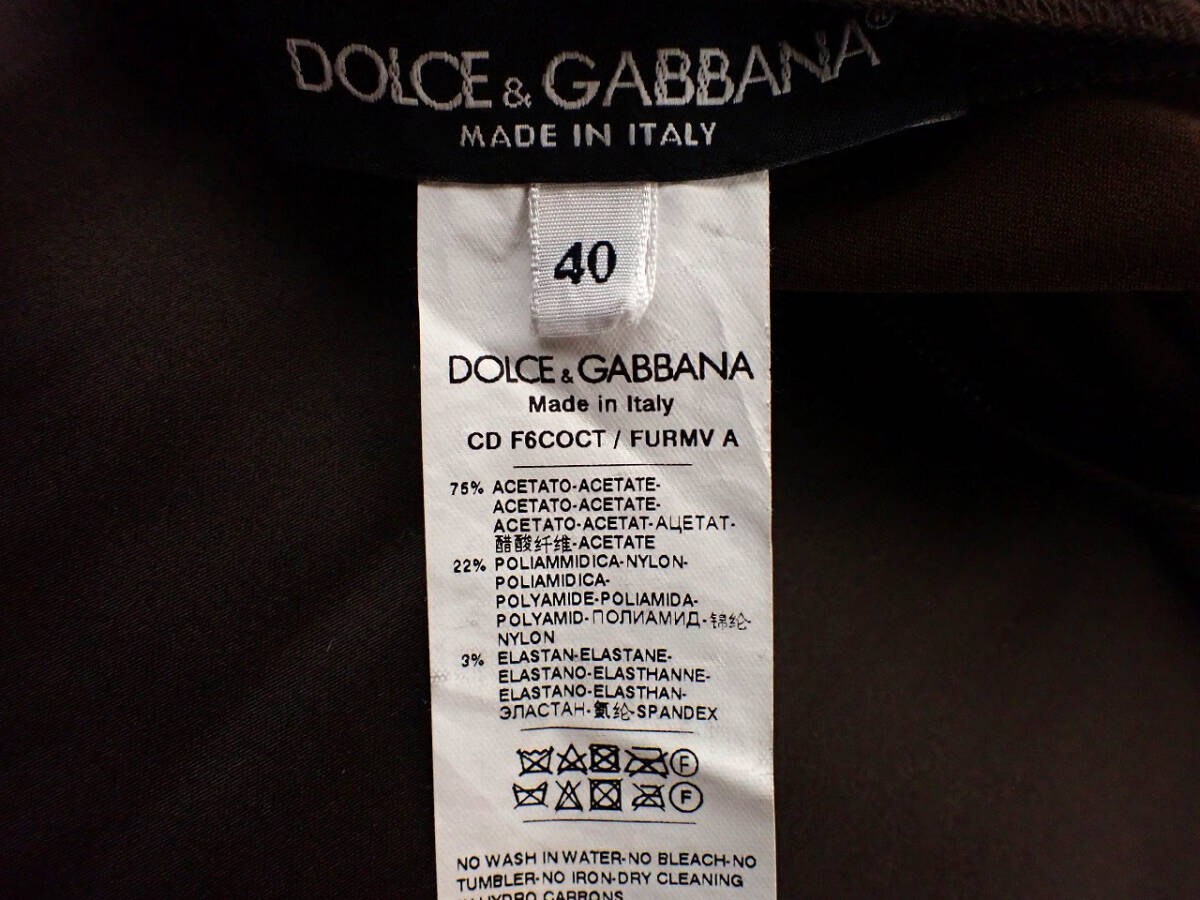 DOLCE & GABBANA®
MADE IN ITALY
40
DOLCE & GABBANA
Made in Italy
CD F6COCT / FURMV A
75% ACETATO-ACETATE-
ACETATO-ACETATE-
ACETATO-ACETAT-АЦЕТАТ-
醋酸纤维-ACETATE
22% POLIAMMIDICA-NYLON-
POLIAMIDICA-
POLYAMIDE-POLIAMIDA-
POLYAMID-ПОЛИАМИД-锦纶-
NYLON
3% ELASTAN-ELASTANE-
ELASTANO-ELASTHANNE-
ELASTANO-ELASTHAN-
ЭЛАСТАН-氨纶-SPANDEX
F
F
NO WASH IN WATER-NO BLEACH-NO
TUMBLER-NO IRON-DRY CLEANING
HYDRO CARBONS